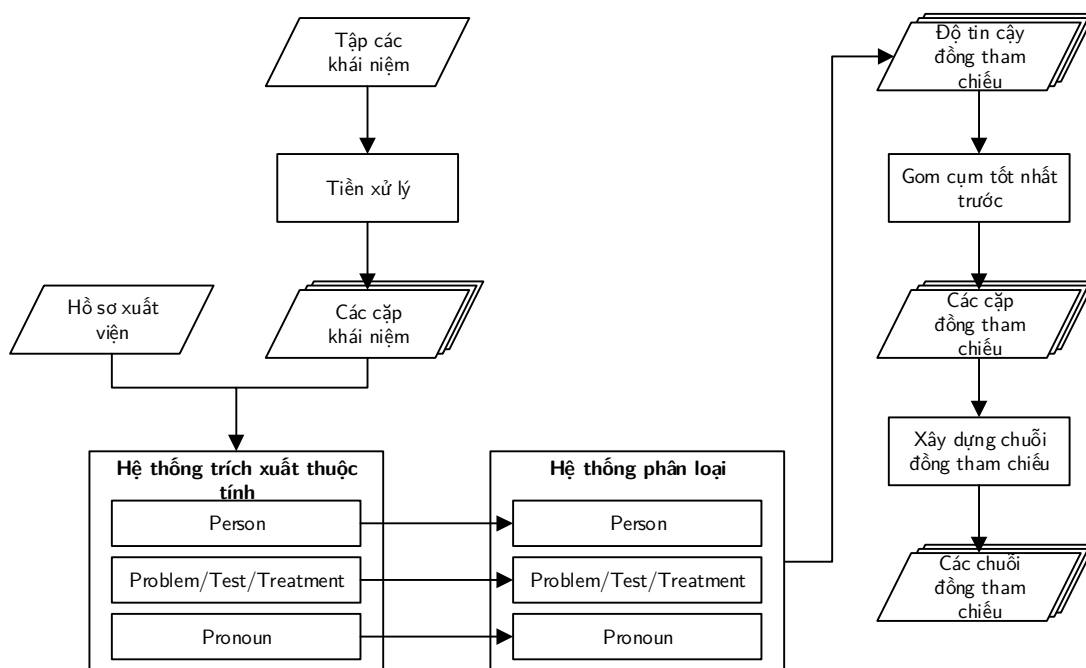 Tập các
khái niệm
Tiền xử lý
Hồ sơ xuất
viện
Các cặp
khái niệm
Hệ thống trích xuất thuộc
tính
Person
Problem/Test/Treatment
Pronoun
Hệ thống phân loại
Person
Problem/Test/Treatment
Pronoun
Độ tin cậy
đồng tham
chiếu
Gom cụm tốt nhất
trước
Các cặp
đồng tham
chiếu
Xây dựng chuỗi
đồng tham chiếu
Các chuỗi
đồng tham
chiếu